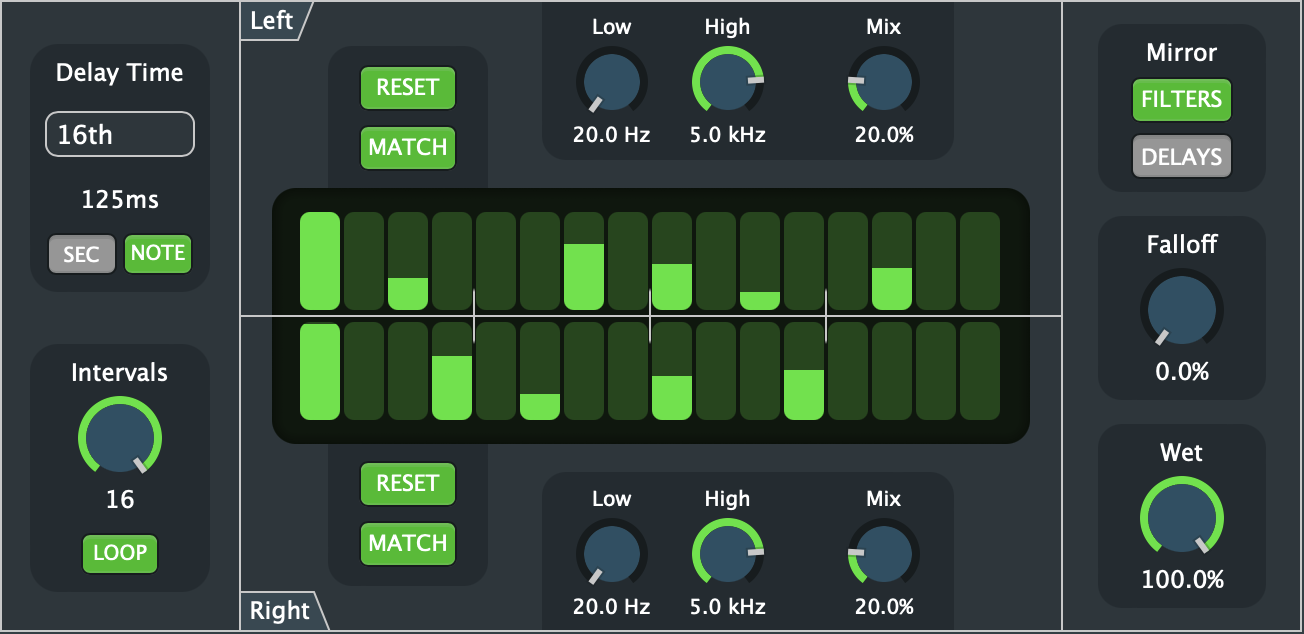 Delay Time
16th
125ms
SEC NOTE
Intervals
16
LOOP
Left
RESET
MATCH
Low High Mix
20.0 Hz 5.0 kHz 20.0%
RESET
MATCH
Low High Mix
20.0 Hz 5.0 kHz 20.0%
Right
Mirror
FILTERS
DELAYS
Falloff
0.0%
Wet
100.0%